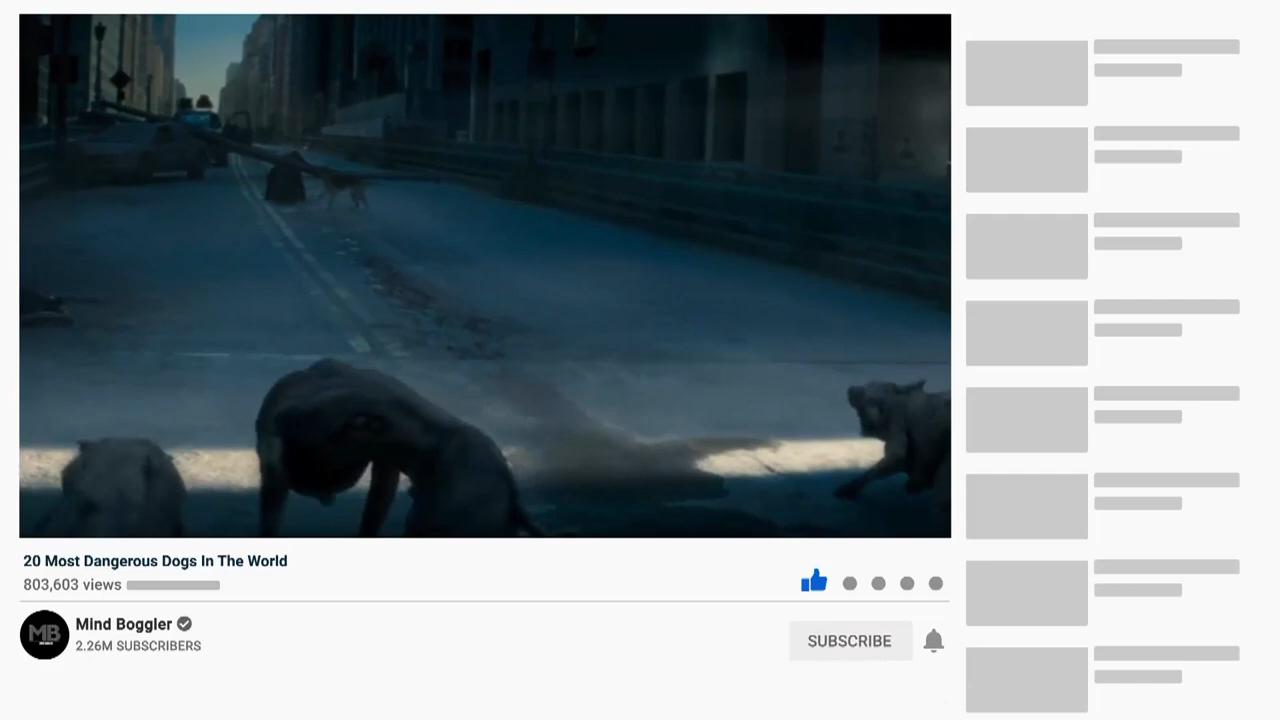 20 Most Dangerous Dogs In The World
803,603 views
MB
Mind Boggler
2.26M SUBSCRIBERS
SUBSCRIBE